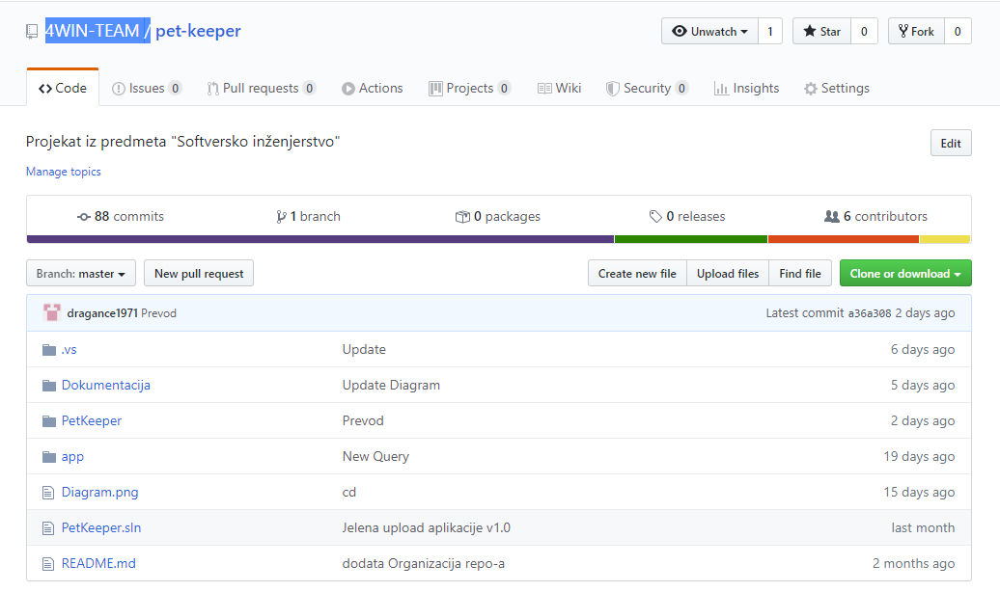 4WIN-TEAM / pet-keeper
Unwatch 1 Star 0 Fork 0
Code Issues 0 Pull requests 0 Actions Projects 0 Wiki Security 0 Insights Settings
Projekat iz predmeta "Softversko inženjerstvo"
Edit
Manage topics
88 commits 1 branch 0 packages 0 releases 6 contributors
Branch: master New pull request Create new file Upload files Find file Clone or download
dragance1971 Prevod Latest commit a36a308 2 days ago
.vs Update 6 days ago
Dokumentacija Update Diagram 5 days ago
PetKeeper Prevod 2 days ago
app New Query 19 days ago
Diagram.png cd 15 days ago
PetKeeper.sln Jelena upload aplikacije v1.0 last month
README.md dodata Organizacija repo-a 2 months ago